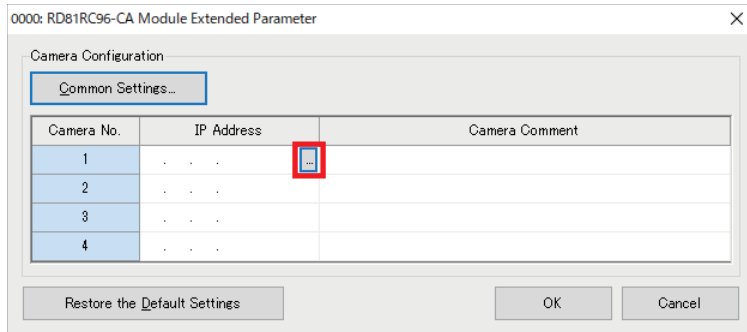 0000: RD81RC96-CA Module Extended Parameter
Camera Configuration
Common Settings...
Camera No. IP Address Camera Comment
1 . . . ...
2 . . .
3 . . .
4 . . .
Restore the Default Settings OK Cancel